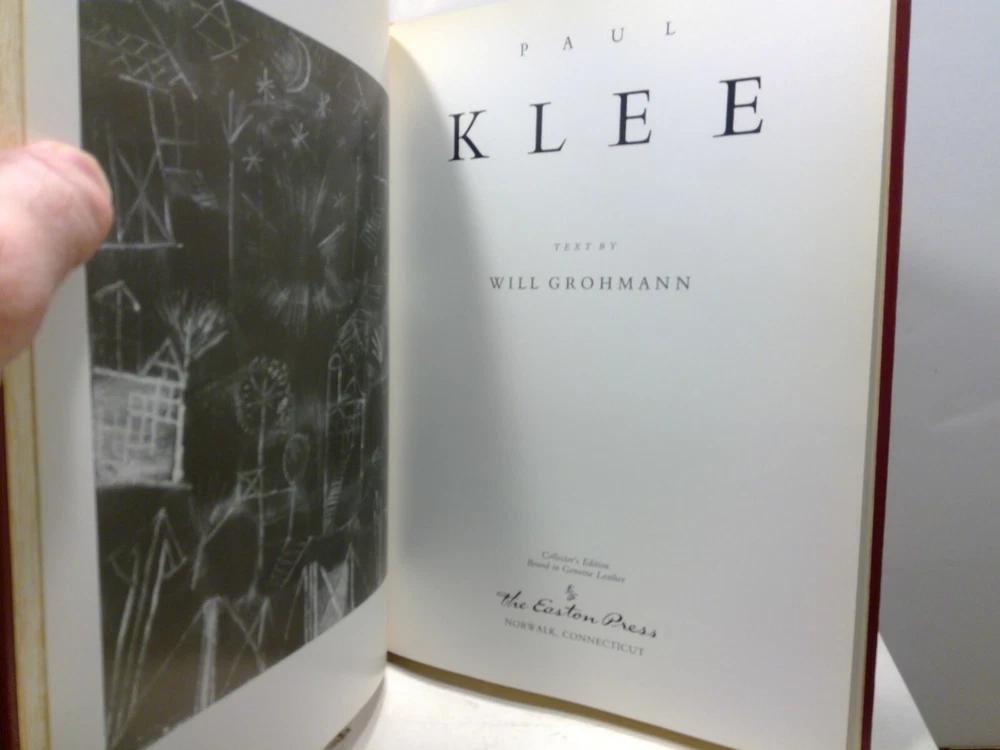 PAUL
KLEE
TEXT BY
WILL GROHMANN
Collector's Edition
Bound in Genuine Leather
The Easton Press
NORWALK, CONNECTICUT